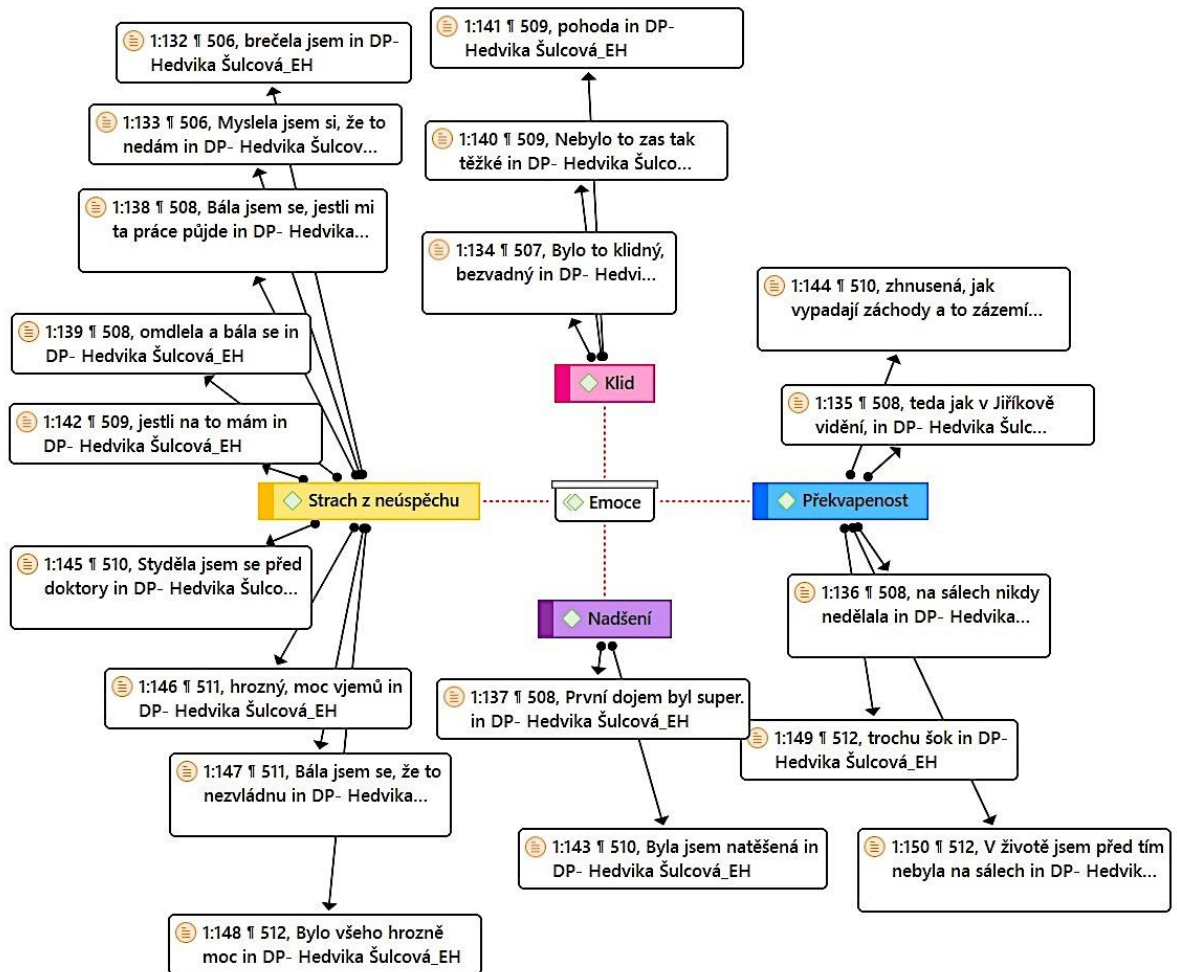 1:132 ¶ 506, brečela jsem in DP-
Hedvika Šulcová_EH
1:133 ¶ 506, Myslela jsem si, že to
nedám in DP- Hedvika Šulcov...
1:138 ¶ 508, Bála jsem se, jestli mi
ta práce půjde in DP- Hedvika...
1:139 ¶ 508, omdlela a bála se in
DP- Hedvika Šulcová_EH
1:142 ¶ 509, jestli na to mám in
DP- Hedvika Šulcová_EH
Strach z neúspěchu
1:145 ¶ 510, Styděla jsem se před
doktory in DP- Hedvika Šulco...
1:146 ¶ 511, hrozný, moc vjemů in
DP- Hedvika Šulcová_EH
1:147 ¶ 511, Bála jsem se, že to
nezvládnu in DP- Hedvika...
1:148 ¶ 512, Bylo všeho hrozně
moc in DP- Hedvika Šulcová_EH
1:141 ¶ 509, pohoda in DP-
Hedvika Šulcová_EH
1:140 ¶ 509, Nebylo to zas tak
těžké in DP- Hedvika Šulco...
1:134 ¶ 507, Bylo to klidný,
bezvadný in DP- Hedvi...
Klid
Emoce
Nadšení
1:137 ¶ 508, První dojem byl super.
in DP- Hedvika Šulcová_EH
1:143 ¶ 510, Byla jsem natěšená in
DP- Hedvika Šulcová_EH
1:144 ¶ 510, zhnusená, jak
vypadají záchody a to zázemí...
1:135 ¶ 508, teda jak v Jiříkově
vidění, in DP- Hedvika Šulc...
Překvapenost
1:136 ¶ 508, na sálech nikdy
nedělala in DP- Hedvika...
1:149 ¶ 512, trochu šok in DP-
Hedvika Šulcová_EH
1:150 ¶ 512, V životě jsem před tím
nebyla na sálech in DP- Hedvik...